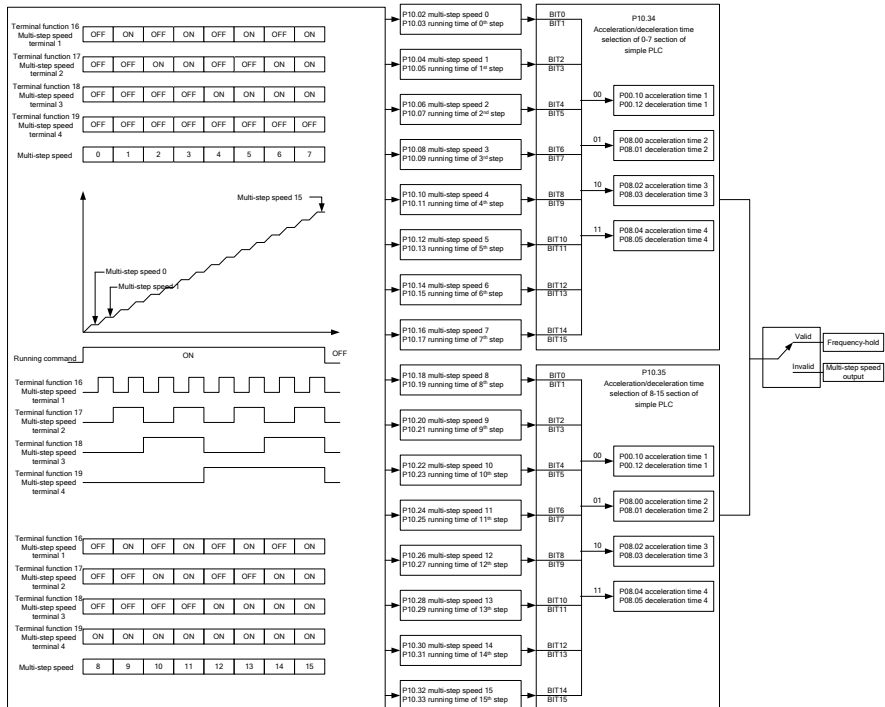 Terminal function 16
Multi-step speed
terminal 1
OFF ON OFF ON OFF ON OFF ON
Terminal function 17
Multi-step speed
terminal 2
OFF OFF ON ON OFF OFF ON ON
Terminal function 18
Multi-step speed
terminal 3
OFF OFF OFF OFF ON ON ON ON
Terminal function 19
Multi-step speed
terminal 4
OFF OFF OFF OFF OFF OFF OFF OFF
Multi-step speed
0 1 2 3 4 5 6 7
Multi-step speed 15
Multi-step speed 0
Multi-step speed 1
Running command
ON
OFF
Terminal function 16
Multi-step speed
terminal 1
Terminal function 17
Multi-step speed
terminal 2
Terminal function 18
Multi-step speed
terminal 3
Terminal function 19
Multi-step speed
terminal 4
Terminal function 16
Multi-step speed
terminal 1
OFF ON OFF ON OFF ON OFF ON
Terminal function 17
Multi-step speed
terminal 2
OFF OFF ON ON OFF OFF ON ON
Terminal function 18
Multi-step speed
terminal 3
OFF OFF OFF OFF ON ON ON ON
Terminal function 19
Multi-step speed
terminal 4
ON ON ON ON ON ON ON ON
Multi-step speed
8 9 10 11 12 13 14 15
P10.02 multi-step speed 0
P10.03 running time of 0th step
BIT0
BIT1
P10.04 multi-step speed 1
P10.05 running time of 1st step
BIT2
BIT3
P10.06 multi-step speed 2
P10.07 running time of 2nd step
BIT4
BIT5
P10.08 multi-step speed 3
P10.09 running time of 3rd step
BIT6
BIT7
P10.10 multi-step speed 4
P10.11 running time of 4th step
BIT8
BIT9
P10.12 multi-step speed 5
P10.13 running time of 5th step
BIT10
BIT11
P10.14 multi-step speed 6
P10.15 running time of 6th step
BIT12
BIT13
P10.16 multi-step speed 7
P10.17 running time of 7th step
BIT14
BIT15
P10.34
Acceleration/deceleration time
selection of 0-7 section of
simple PLC
00
P00.10 acceleration time 1
P00.12 deceleration time 1
01
P08.00 acceleration time 2
P08.01 deceleration time 2
10
P08.02 acceleration time 3
P08.03 deceleration time 3
11
P08.04 acceleration time 4
P08.05 deceleration time 4
P10.18 multi-step speed 8
P10.19 running time of 8th step
BIT0
BIT1
P10.20 multi-step speed 9
P10.21 running time of 9th step
BIT2
BIT3
P10.22 multi-step speed 10
P10.23 running time of 10th step
BIT4
BIT5
P10.24 multi-step speed 11
P10.25 running time of 11th step
BIT6
BIT7
P10.26 multi-step speed 12
P10.27 running time of 12th step
BIT8
BIT9
P10.28 multi-step speed 13
P10.29 running time of 13th step
BIT10
BIT11
P10.30 multi-step speed 14
P10.31 running time of 14th step
BIT12
BIT13
P10.32 multi-step speed 15
P10.33 running time of 15th step
BIT14
BIT15
P10.35
Acceleration/deceleration time
selection of 8-15 section of
simple PLC
00
P00.10 acceleration time 1
P00.12 deceleration time 1
01
P08.00 acceleration time 2
P08.01 deceleration time 2
10
P08.02 acceleration time 3
P08.03 deceleration time 3
11
P08.04 acceleration time 4
P08.05 deceleration time 4
Valid
Frequency-hold
Invalid
Multi-step speed
output